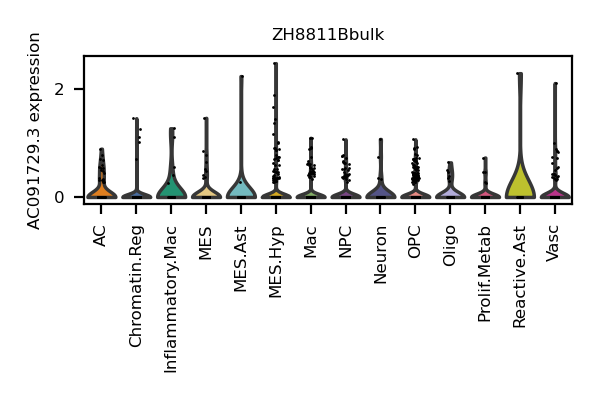 ZH8811Bbulk
AC091729.3 expression
2
0
AC
Chromatin.Reg
Inflammatory.Mac
MES
MES.Ast
MES.Hyp
Mac
NPC
Neuron
OPC
Oligo
Prolif.Metab
Reactive.Ast
Vasc